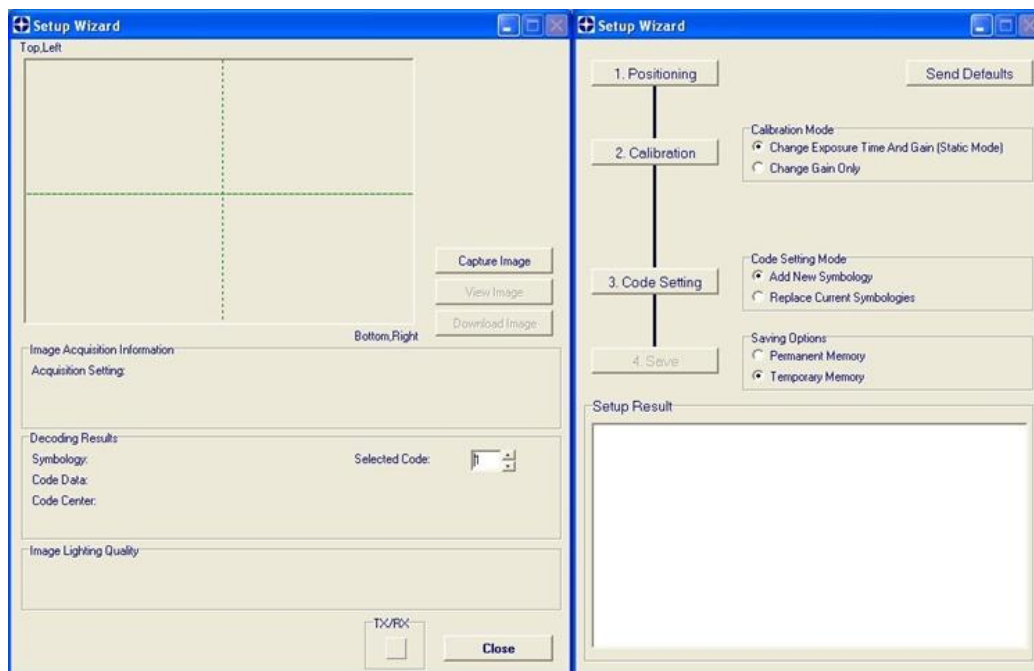 Setup Wizard
Top,Left
Capture Image
View Image
Download Image
Bottom,Right
Image Acquisition Information
Acquisition Setting:
Decoding Results
Symbology:
Selected Code: 1
Code Data:
Code Center:
Image Lighting Quality
TX/RX
Close
Setup Wizard
1. Positioning
Send Defaults
2. Calibration
Calibration Mode
Change Exposure Time And Gain (Static Mode)
Change Gain Only
3. Code Setting
Code Setting Mode
Add New Symbology
Replace Current Symbologies
4. Save
Saving Options
Permanent Memory
Temporary Memory
Setup Result